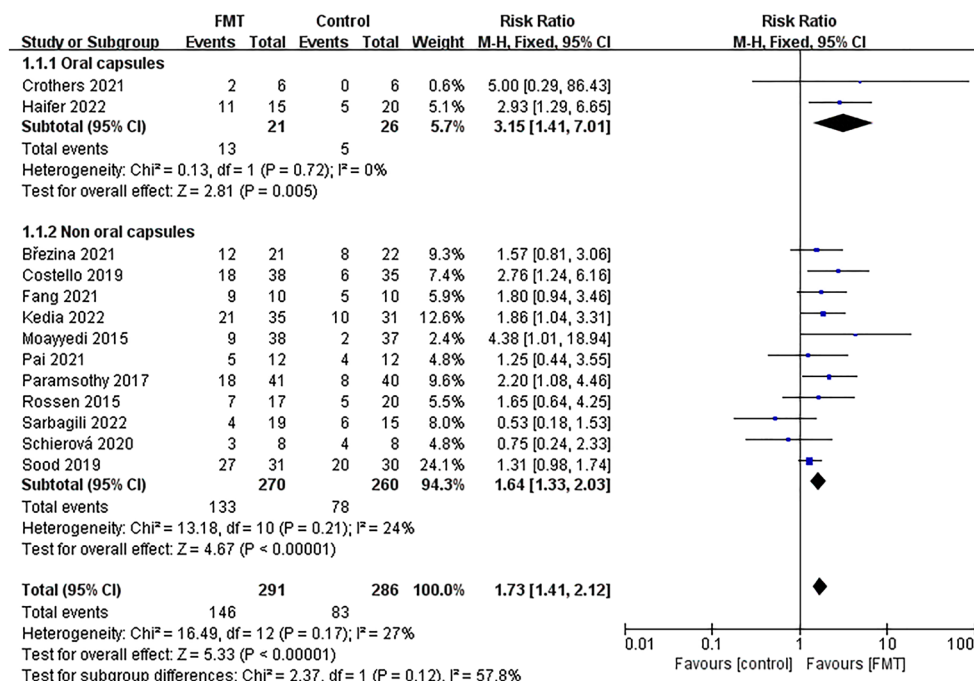 FMT Control Risk Ratio Risk Ratio
Study or Subgroup Events Total Events Total Weight M-H, Fixed, 95% CI M-H, Fixed, 95% CI
1.1.1 Oral capsules
Crothers 2021 2 6 0 6 0.6% 5.00 [0.29, 86.43]
Haifer 2022 11 15 5 20 5.1% 2.93 [1.29, 6.65]
Subtotal (95% CI) 21 26 5.7% 3.15 [1.41, 7.01]
Total events 13 5
Heterogeneity: Chi² = 0.13, df = 1 (P = 0.72); I² = 0%
Test for overall effect: Z = 2.81 (P = 0.005)
1.1.2 Non oral capsules
Březina 2021 12 21 8 22 9.3% 1.57 [0.81, 3.06]
Costello 2019 18 38 6 35 7.4% 2.76 [1.24, 6.16]
Fang 2021 9 10 5 10 5.9% 1.80 [0.94, 3.46]
Kedia 2022 21 35 10 31 12.6% 1.86 [1.04, 3.31]
Moayyedi 2015 9 38 2 37 2.4% 4.38 [1.01, 18.94]
Pai 2021 5 12 4 12 4.8% 1.25 [0.44, 3.55]
Paramsothy 2017 18 41 8 40 9.6% 2.20 [1.08, 4.46]
Rossen 2015 7 17 5 20 5.5% 1.65 [0.64, 4.25]
Sarbagili 2022 4 19 6 15 8.0% 0.53 [0.18, 1.53]
Schierová 2020 3 8 4 8 4.8% 0.75 [0.24, 2.33]
Sood 2019 27 31 20 30 24.1% 1.31 [0.98, 1.74]
Subtotal (95% CI) 270 260 94.3% 1.64 [1.33, 2.03]
Total events 133 78
Heterogeneity: Chi² = 13.18, df = 10 (P = 0.21); I² = 24%
Test for overall effect: Z = 4.67 (P < 0.00001)
Total (95% CI) 291 286 100.0% 1.73 [1.41, 2.12]
Total events 146 83
Heterogeneity: Chi² = 16.49, df = 12 (P = 0.17); I² = 27%
Test for overall effect: Z = 5.33 (P < 0.00001)
Test for subgroup differences: Chi² = 2.37, df = 1 (P = 0.12), I² = 57.8%
0.01 0.1 1 10 100
Favours [control] Favours [FMT]